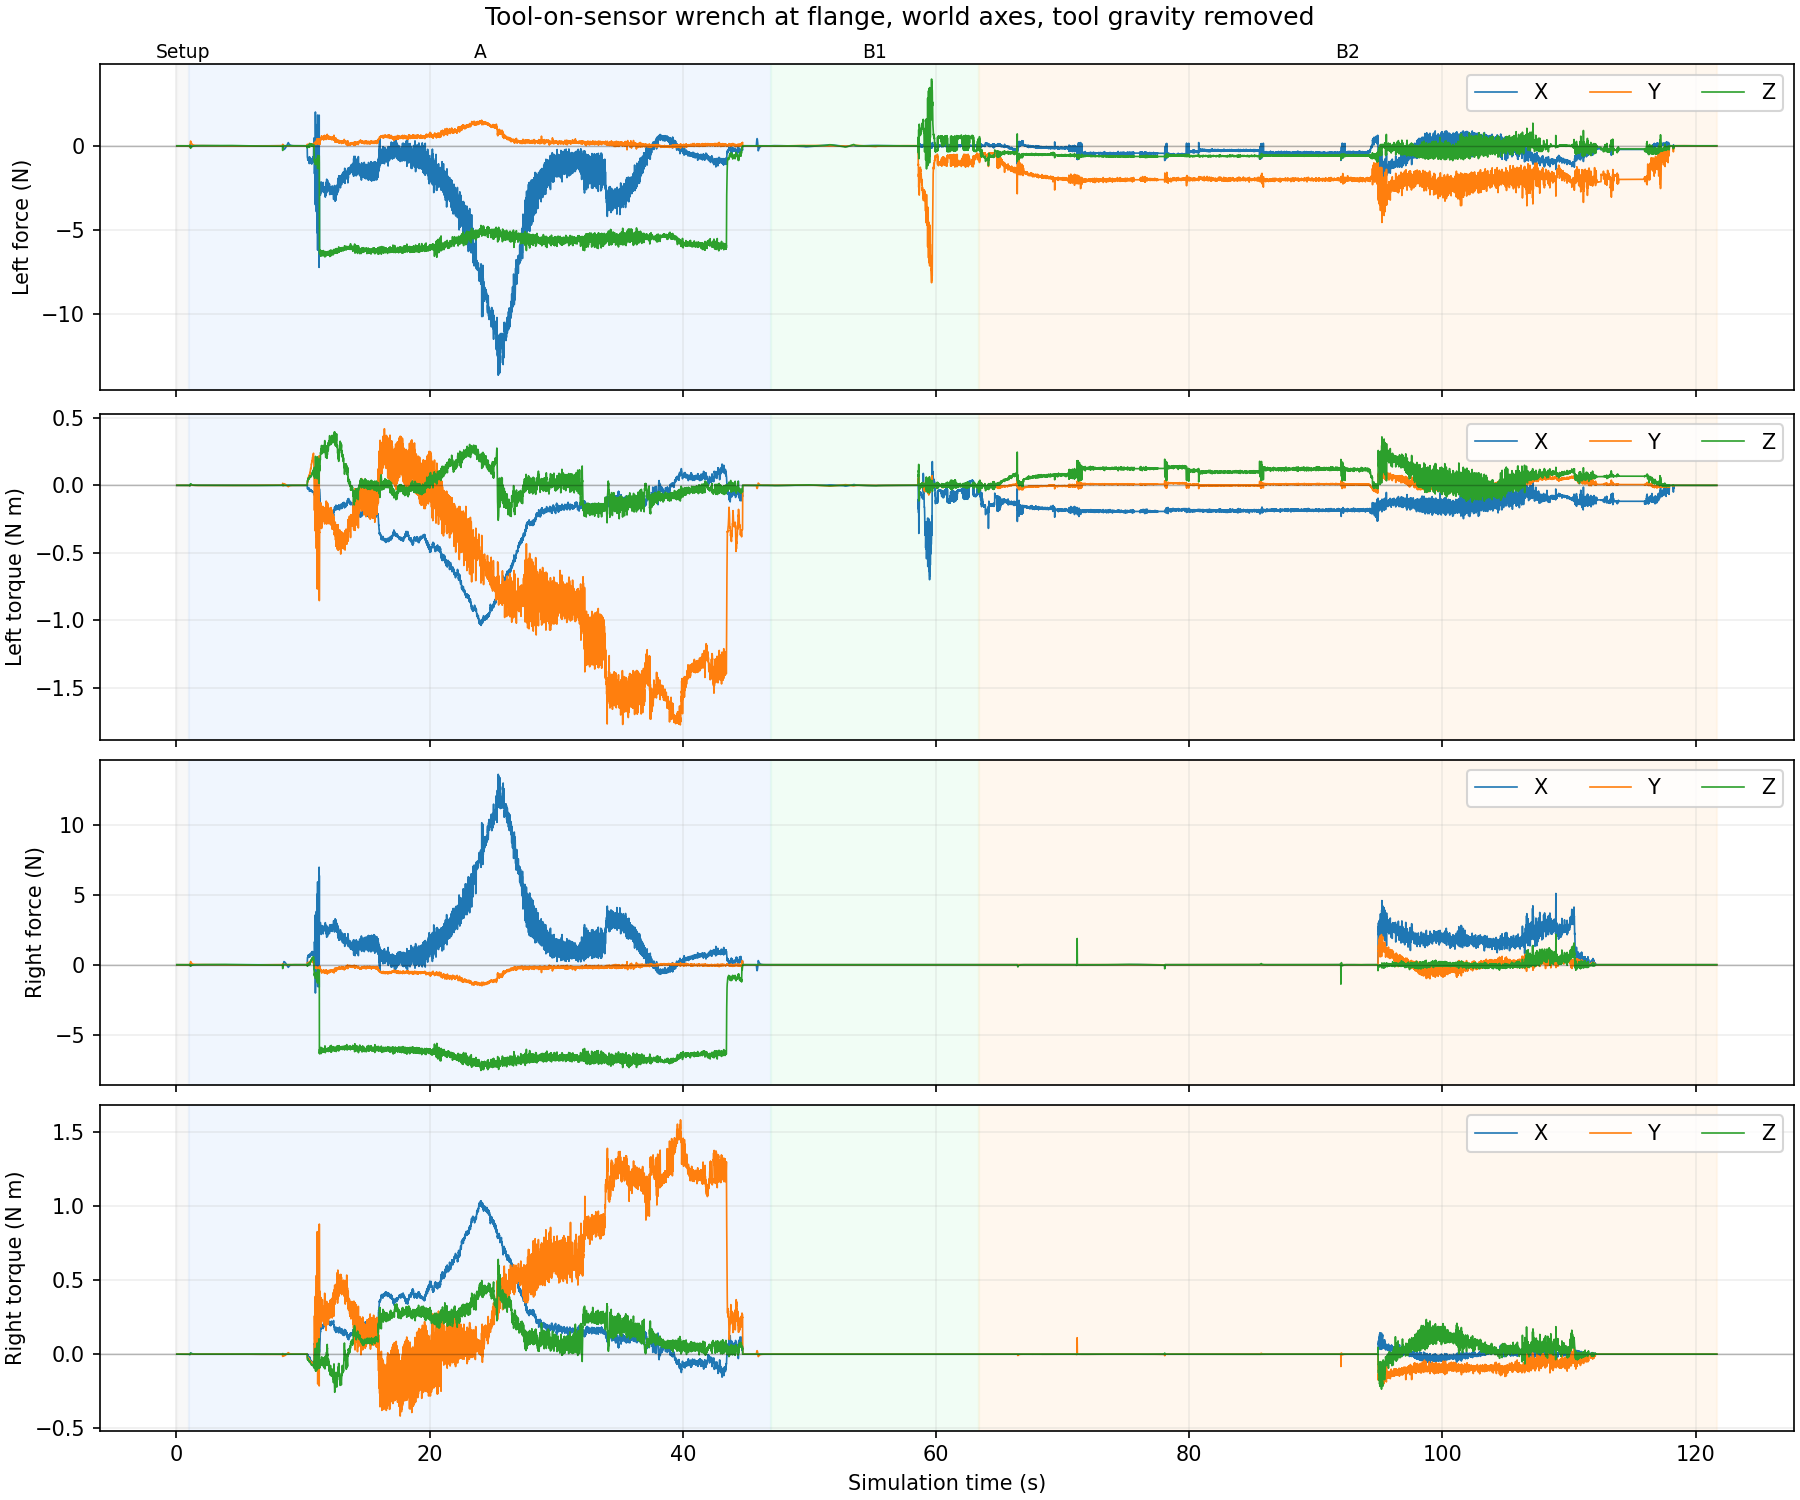 Tool-on-sensor wrench at flange, world axes, tool gravity removed
Setup A B1 B2
X Y Z
0
−5
−10
Left force (N)
X Y Z
0.5
0.0
−0.5
−1.0
−1.5
Left torque (N m)
X Y Z
10
5
0
−5
Right force (N)
X Y Z
1.5
1.0
0.5
0.0
−0.5
Right torque (N m)
0 20 40 60 80 100 120
Simulation time (s)